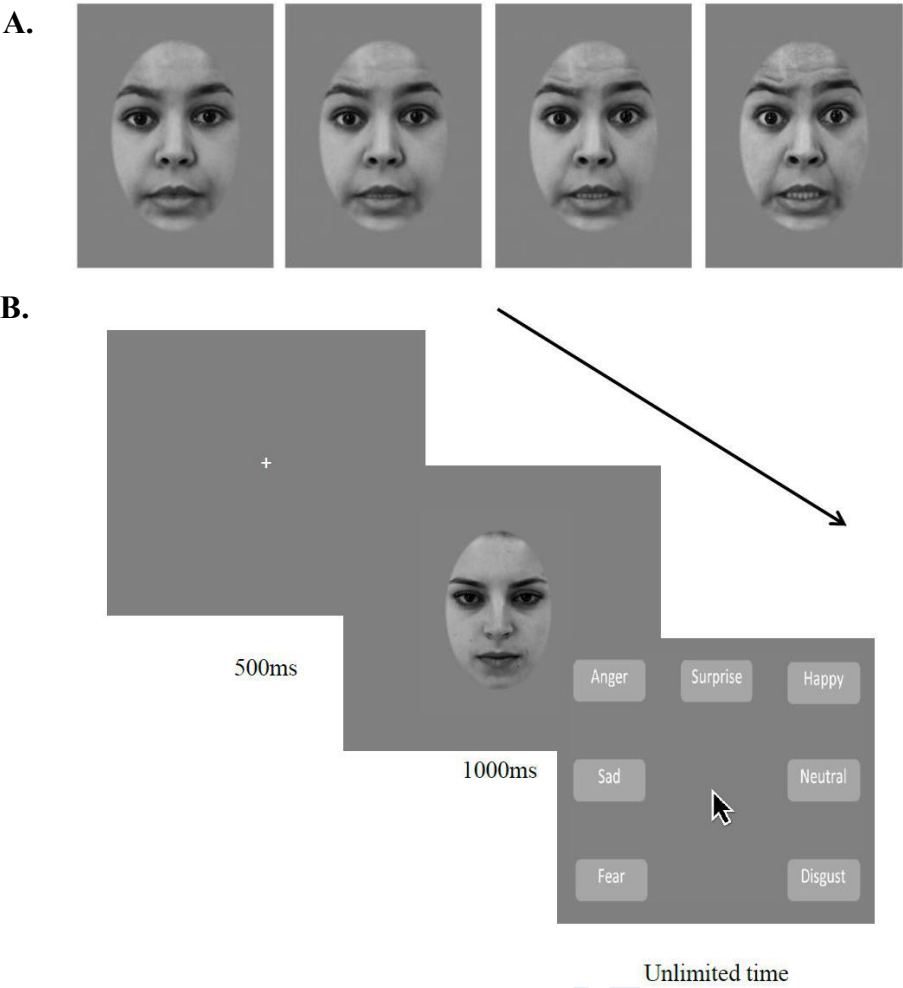 A.
B.
500ms
1000ms
Anger Surprise Happy
Sad Neutral
Fear Disgust
Unlimited time